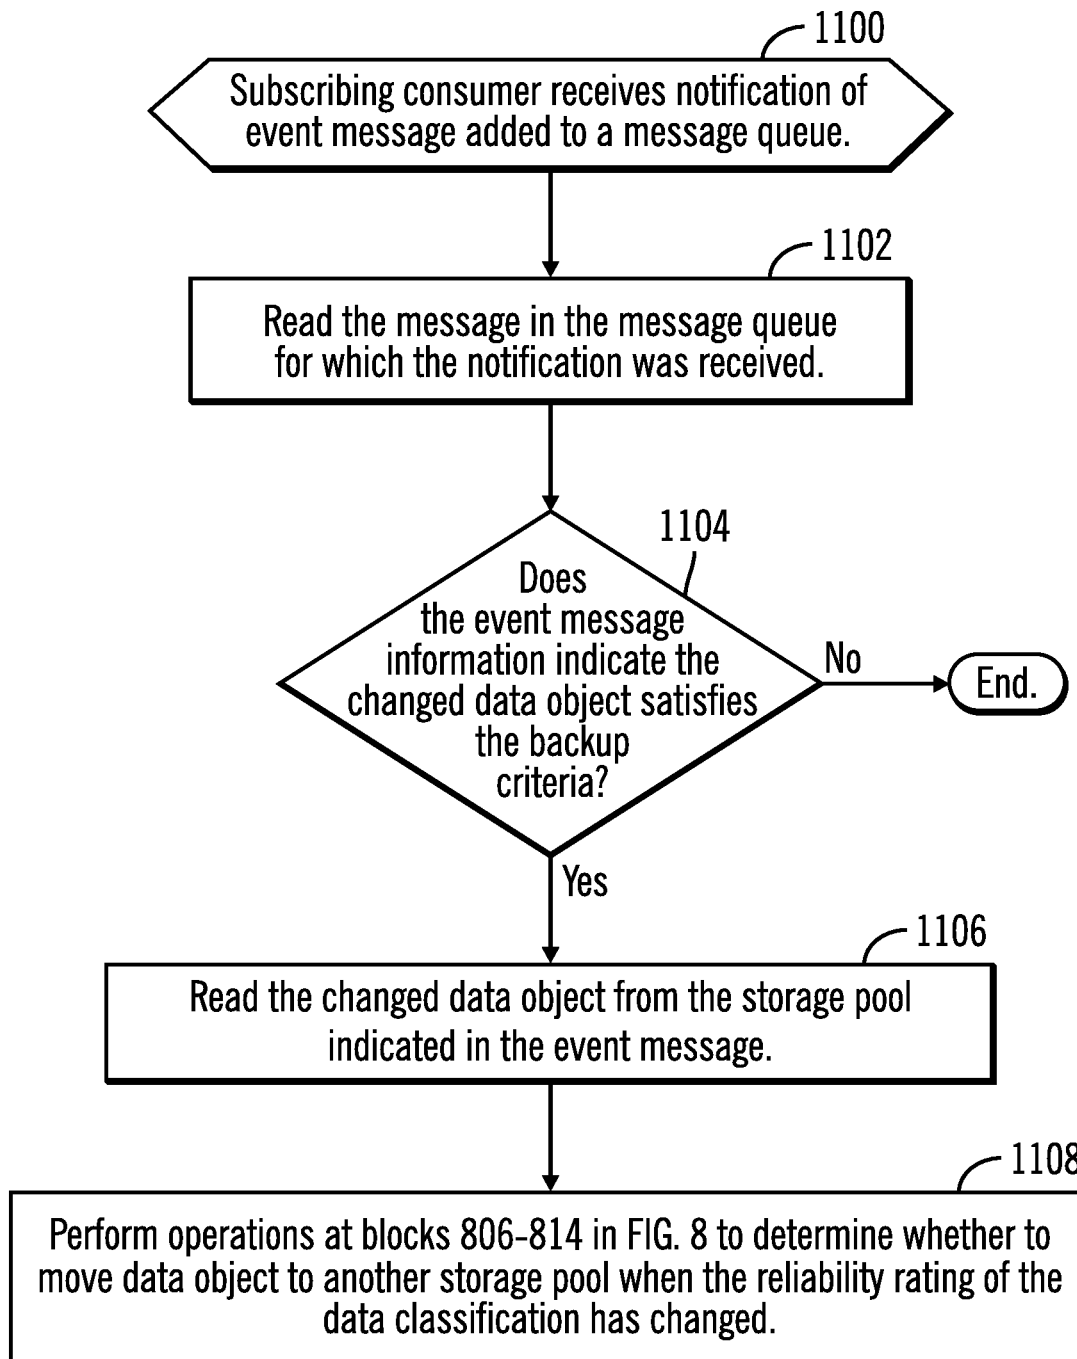 1100
Subscribing consumer receives notification of
event message added to a message queue.
1102
Read the message in the message queue
for which the notification was received.
1104
Does
the event message
information indicate the
changed data object satisfies
the backup
criteria?
No
End.
Yes
1106
Read the changed data object from the storage pool
indicated in the event message.
1108
Perform operations at blocks 806-814 in FIG. 8 to determine whether to
move data object to another storage pool when the reliability rating of the
data classification has changed.